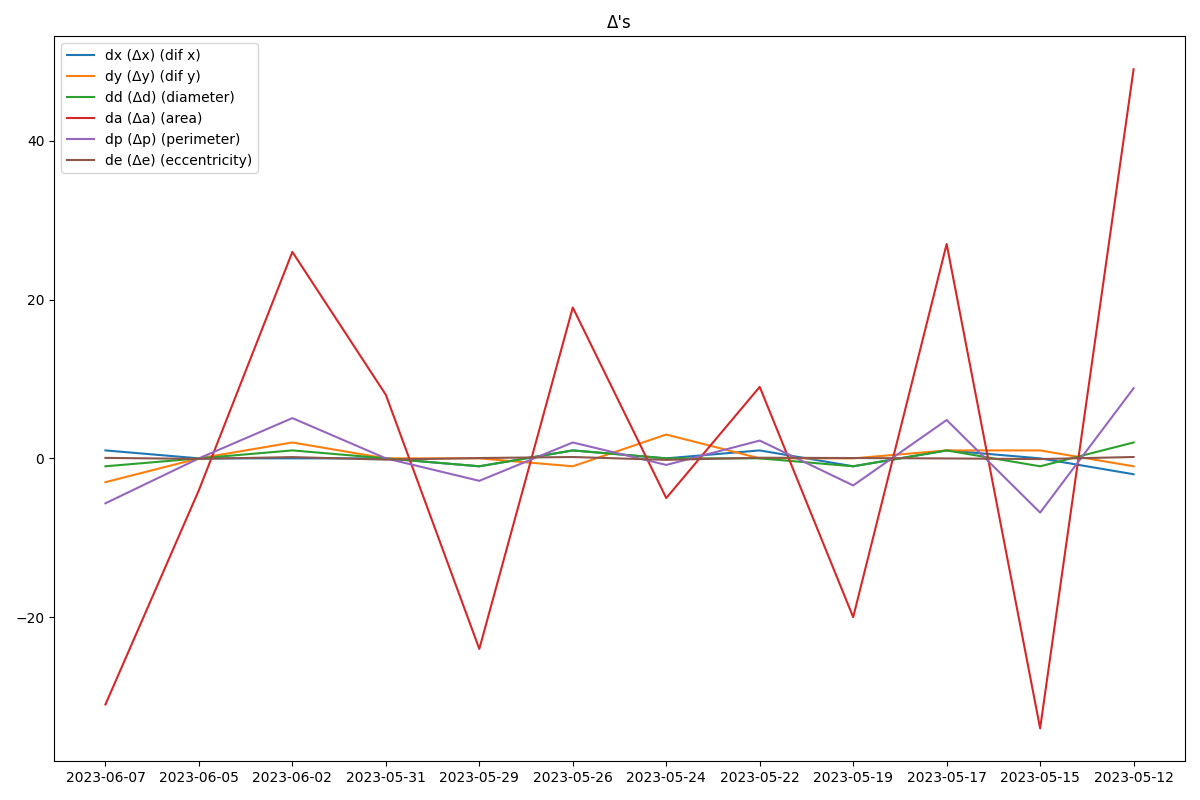 Δ's
dx (Δx) (dif x)
dy (Δy) (dif y)
dd (Δd) (diameter)
da (Δa) (area)
dp (Δp) (perimeter)
de (Δe) (eccentricity)
40
20
0
−20
2023-06-07 2023-06-05 2023-06-02 2023-05-31 2023-05-29 2023-05-26 2023-05-24 2023-05-22 2023-05-19 2023-05-17 2023-05-15 2023-05-12